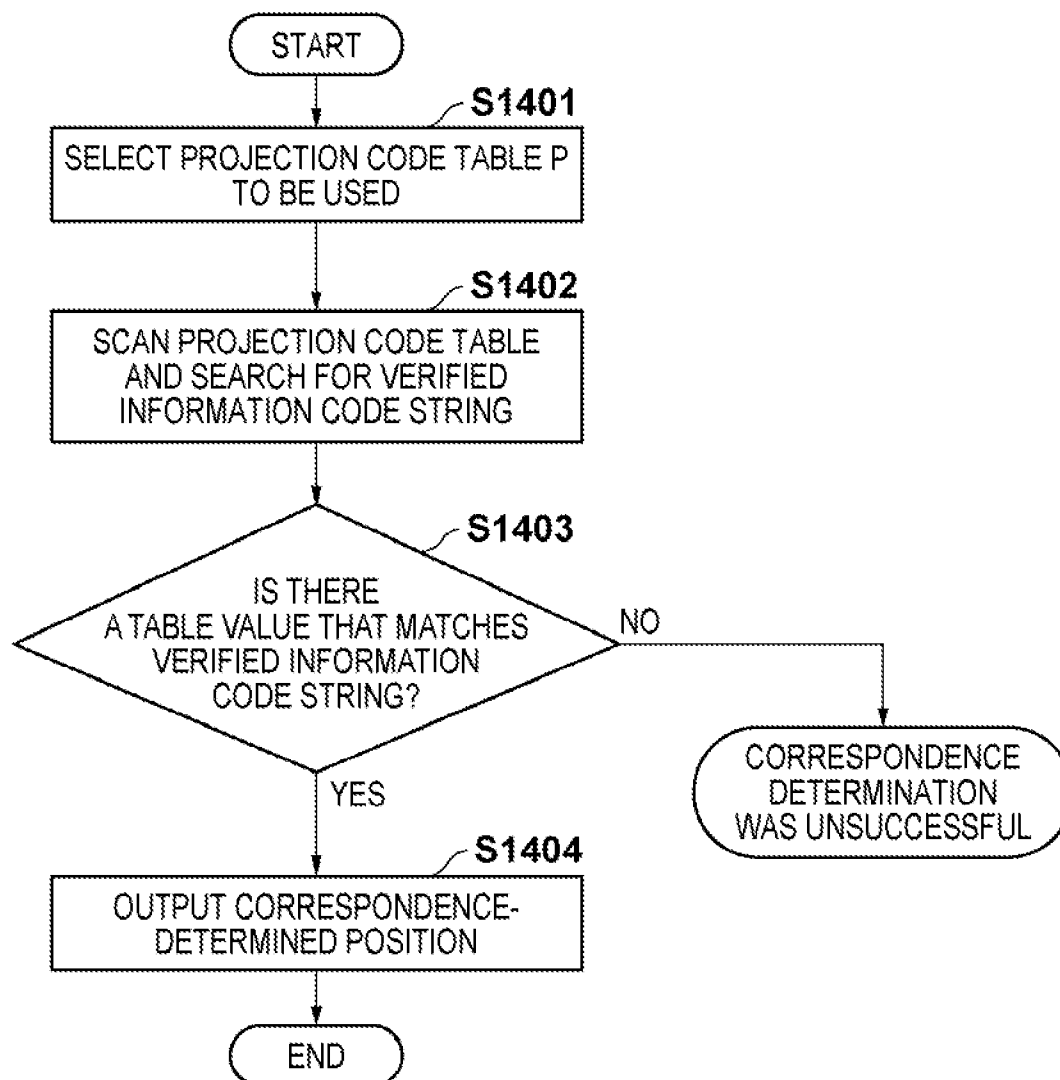 START
S1401
SELECT PROJECTION CODE TABLE P
TO BE USED
S1402
SCAN PROJECTION CODE TABLE
AND SEARCH FOR VERIFIED
INFORMATION CODE STRING
S1403
IS THERE
A TABLE VALUE THAT MATCHES
VERIFIED INFORMATION
CODE STRING?
NO
CORRESPONDENCE
DETERMINATION
WAS UNSUCCESSFUL
YES
S1404
OUTPUT CORRESPONDENCE-
DETERMINED POSITION
END